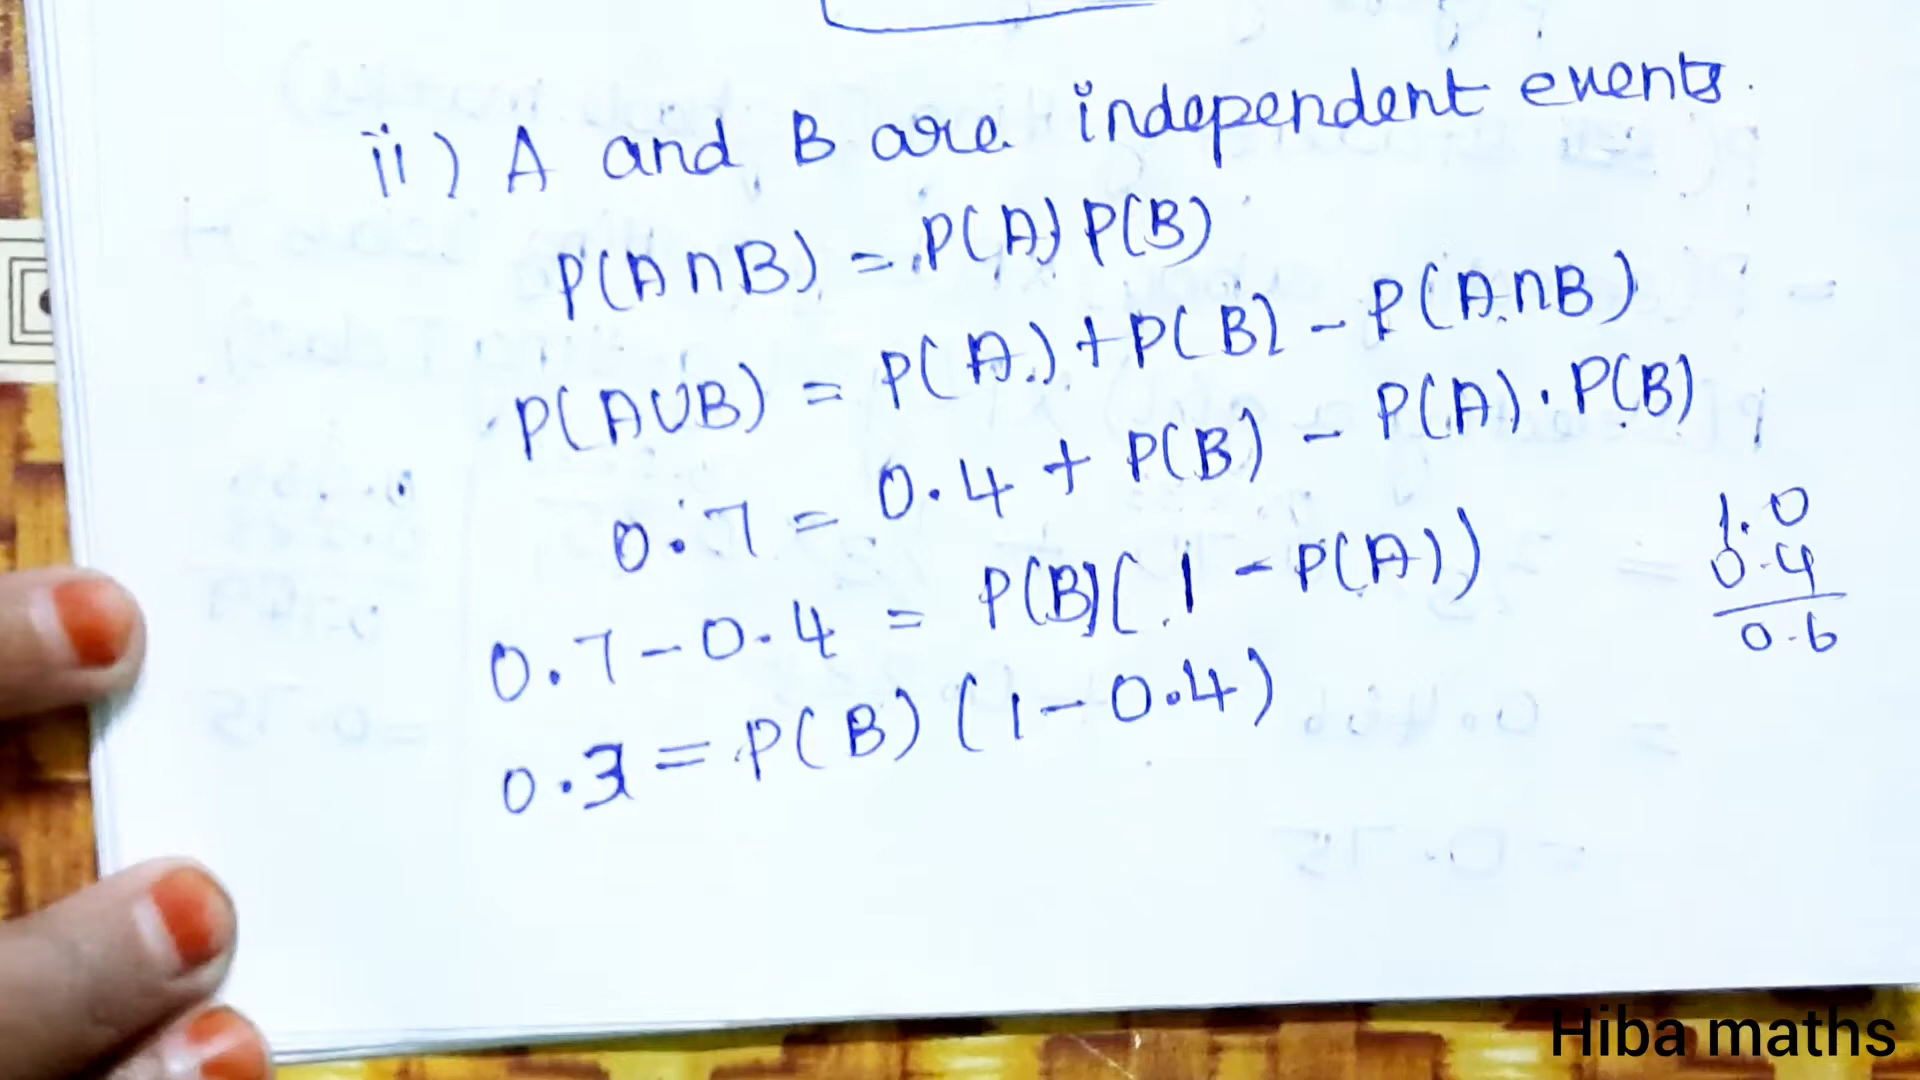 ii) A and B are independent events.
P(A∩B) = P(A) P(B)
P(A∪B) = P(A) + P(B) - P(A∩B)
0.7 = 0.4 + P(B) - P(A) · P(B)
0.7 - 0.4 = P(B) (1 - P(A))
0.3 = P(B) (1 - 0.4)
1.0
0.4
0.6
Hiba maths